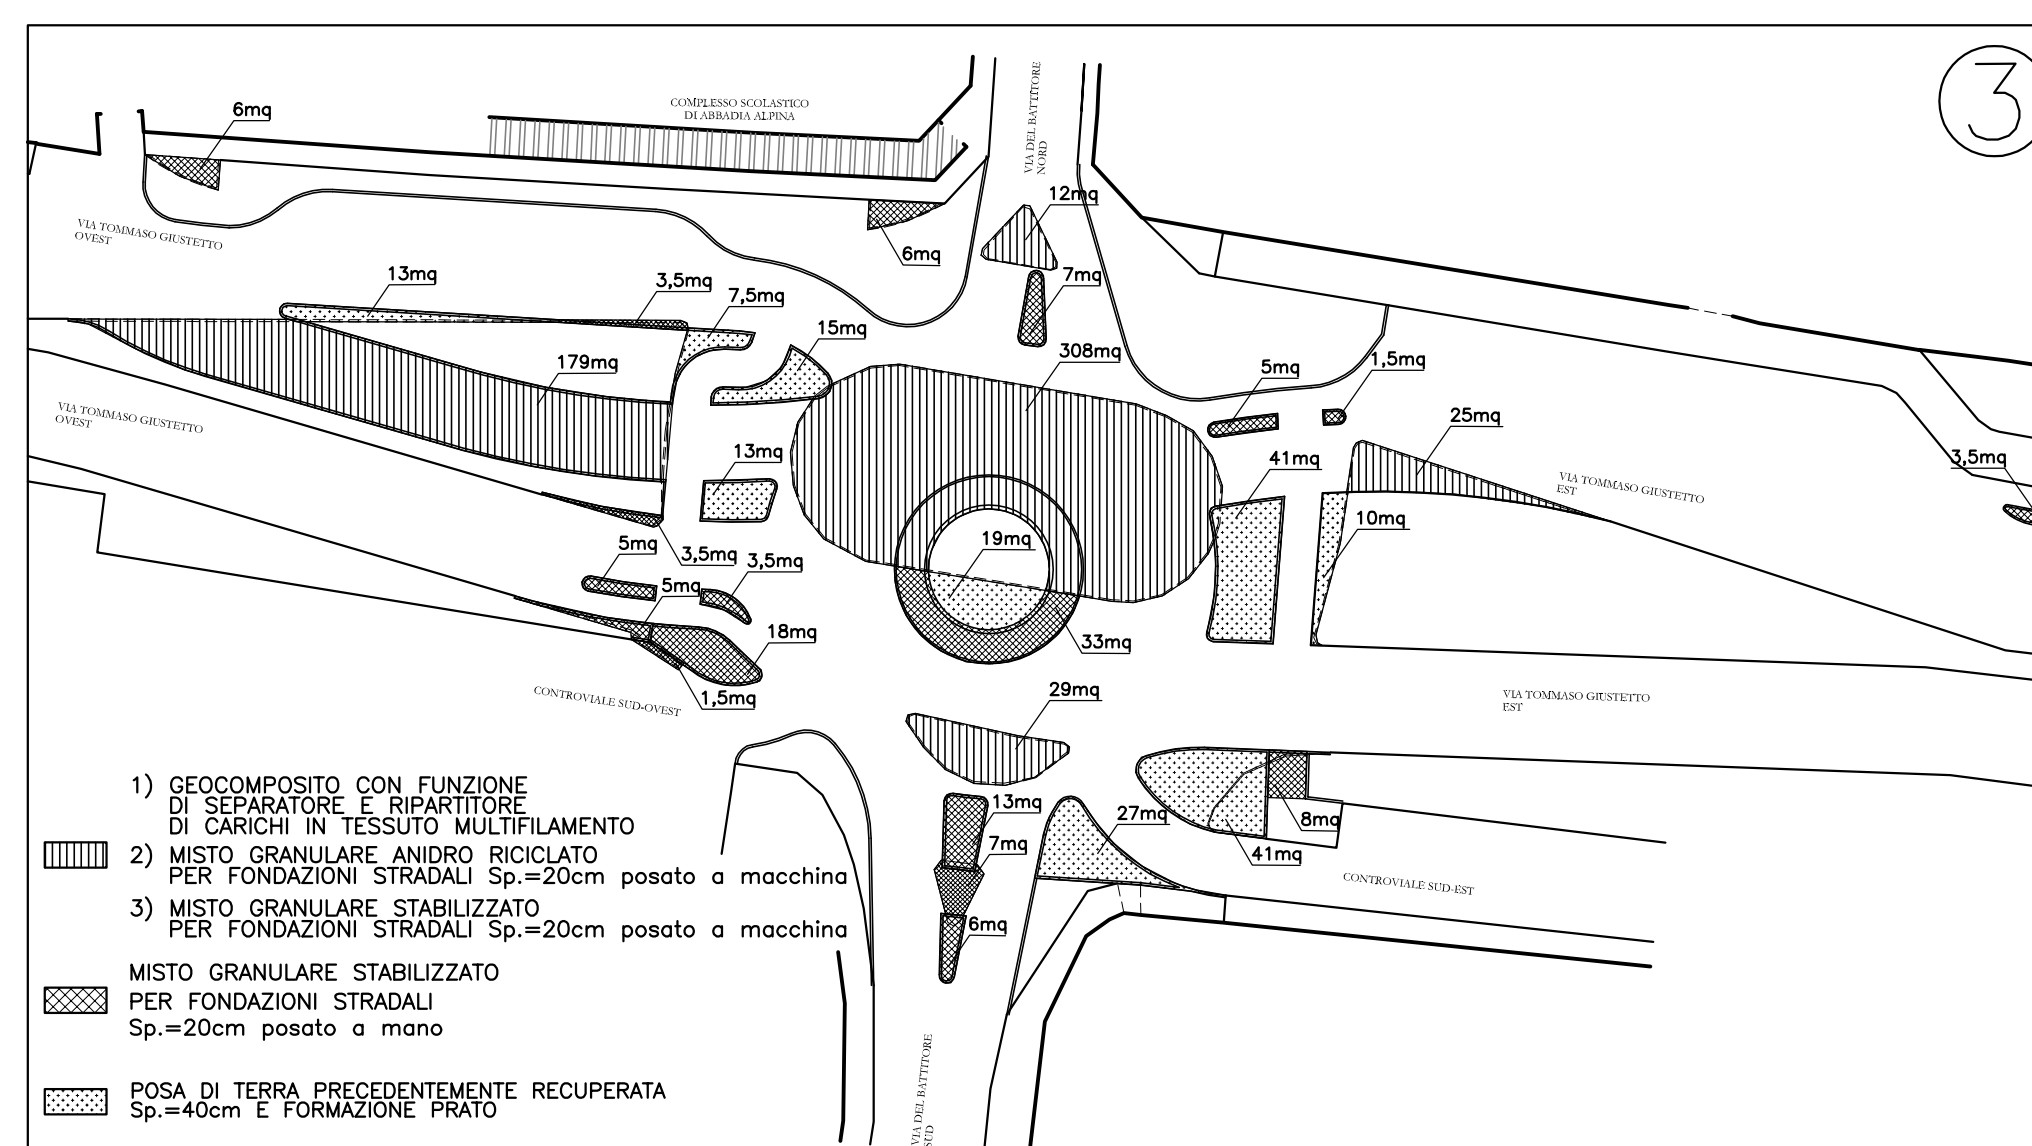 3
6mq
COMPLESSO SCOLASTICO
DI ABBADIA ALPINA
VIA DEL BATTITORE
NORD
12mq
VIA TOMMASO GIUSTETTO
OVEST
6mq
7mq
13mq
3,5mq
7,5mq
15mq
308mq
179mq
5mq
1,5mq
VIA TOMMASO GIUSTETTO
OVEST
25mq
13mq
41mq
3,5mq
VIA TOMMASO GIUSTETTO
EST
10mq
19mq
5mq
3,5mq
3,5mq
5mq
18mq
33mq
1,5mq
CONTROVIALE SUD-OVEST
29mq
VIA TOMMASO GIUSTETTO
EST
13mq
27mq
8mq
7mq
41mq
CONTROVIALE SUD-EST
6mq
VIA DEL BATTITORE
SUD
1) GEOCOMPOSITO CON FUNZIONE
DI SEPARATORE E RIPARTITORE
DI CARICHI IN TESSUTO MULTIFILAMENTO
2) MISTO GRANULARE ANIDRO RICICLATO
PER FONDAZIONI STRADALI Sp.=20cm posato a macchina
3) MISTO GRANULARE STABILIZZATO
PER FONDAZIONI STRADALI Sp.=20cm posato a macchina
MISTO GRANULARE STABILIZZATO
PER FONDAZIONI STRADALI
Sp.=20cm posato a mano
POSA DI TERRA PRECEDENTEMENTE RECUPERATA
Sp.=40cm E FORMAZIONE PRATO